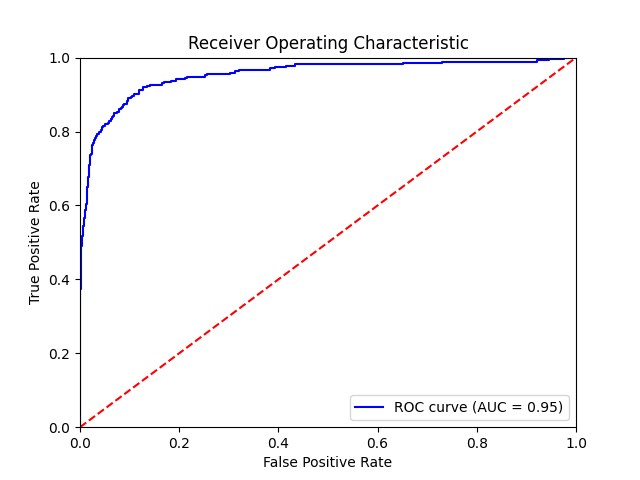 Receiver Operating Characteristic
True Positive Rate
1.0
0.8
0.6
0.4
0.2
0.0
0.0 0.2 0.4 0.6 0.8 1.0
False Positive Rate
ROC curve (AUC = 0.95)